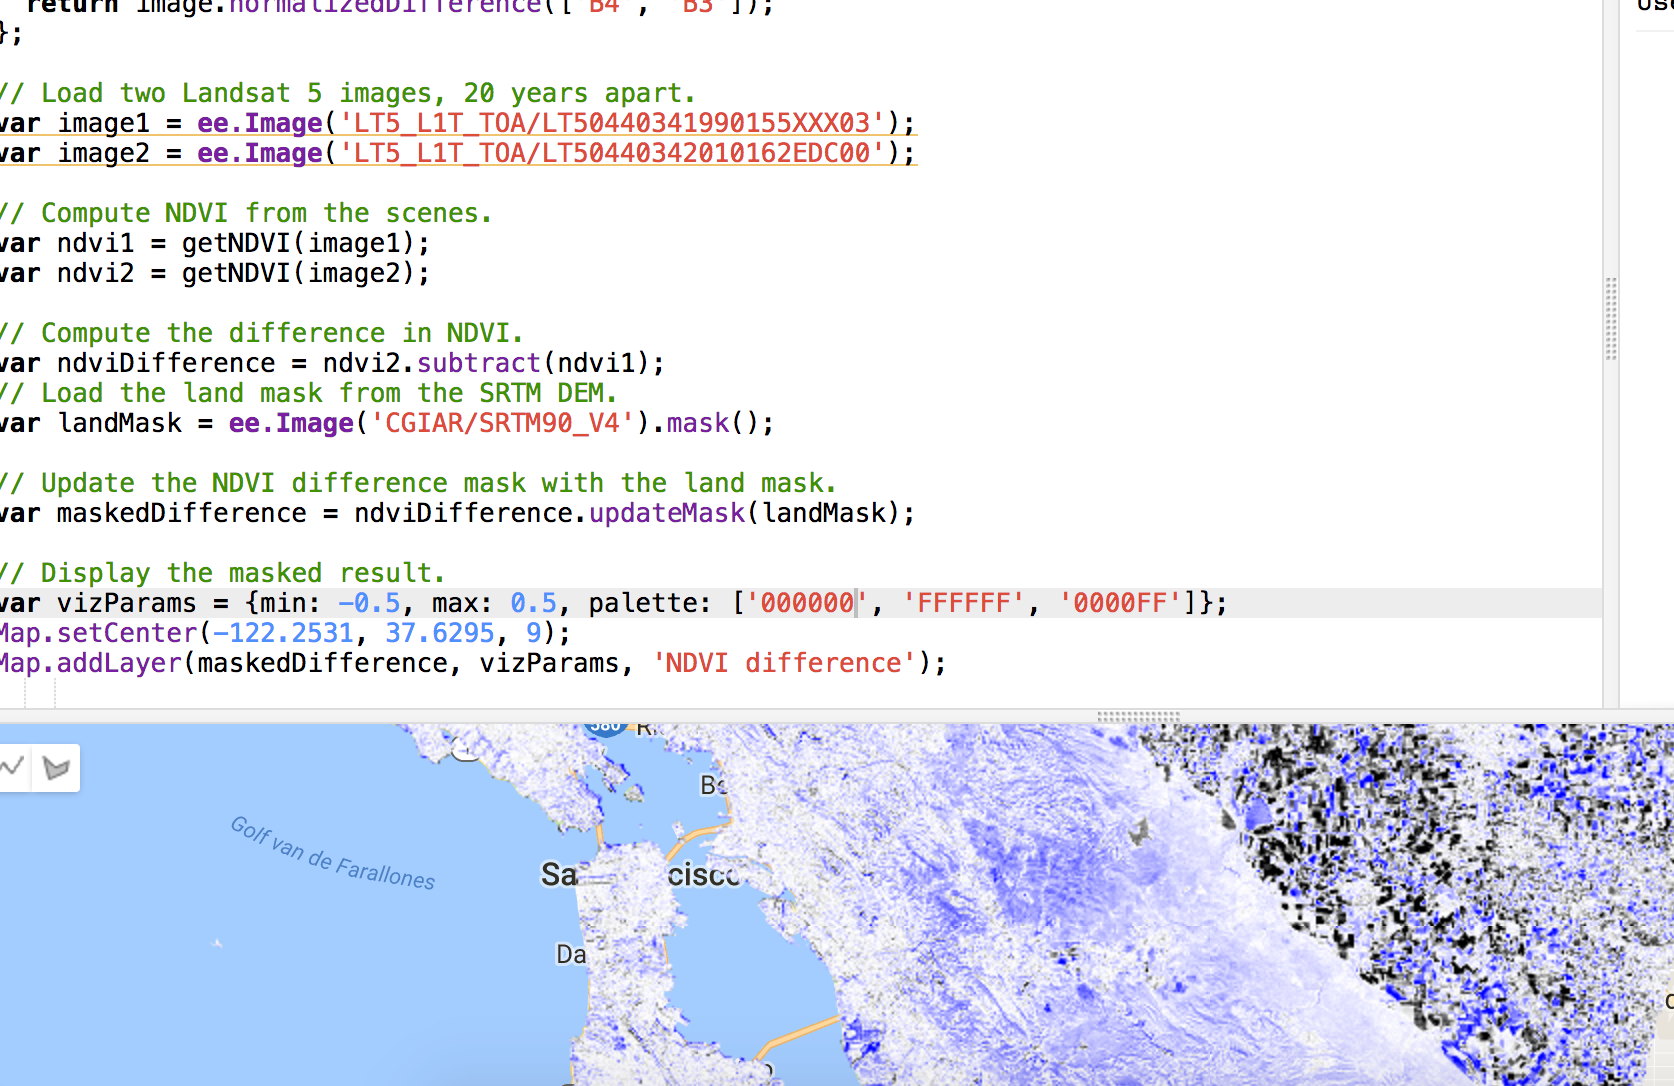 return image.normalizedDifference(['B4', 'B3']);
};
// Load two Landsat 5 images, 20 years apart.
var image1 = ee.Image('LT5_L1T_TOA/LT50440341990155XXX03');
var image2 = ee.Image('LT5_L1T_TOA/LT50440342010162EDC00');
// Compute NDVI from the scenes.
var ndvi1 = getNDVI(image1);
var ndvi2 = getNDVI(image2);
// Compute the difference in NDVI.
var ndviDifference = ndvi2.subtract(ndvi1);
// Load the land mask from the SRTM DEM.
var landMask = ee.Image('CGIAR/SRTM90_V4').mask();
// Update the NDVI difference mask with the land mask.
var maskedDifference = ndviDifference.updateMask(landMask);
// Display the masked result.
var vizParams = {min: -0.5, max: 0.5, palette: ['000000', 'FFFFFF', '0000FF']};
Map.setCenter(-122.2531, 37.6295, 9);
Map.addLayer(maskedDifference, vizParams, 'NDVI difference');
580
Golf van de Farallones
Sa cisco
Da